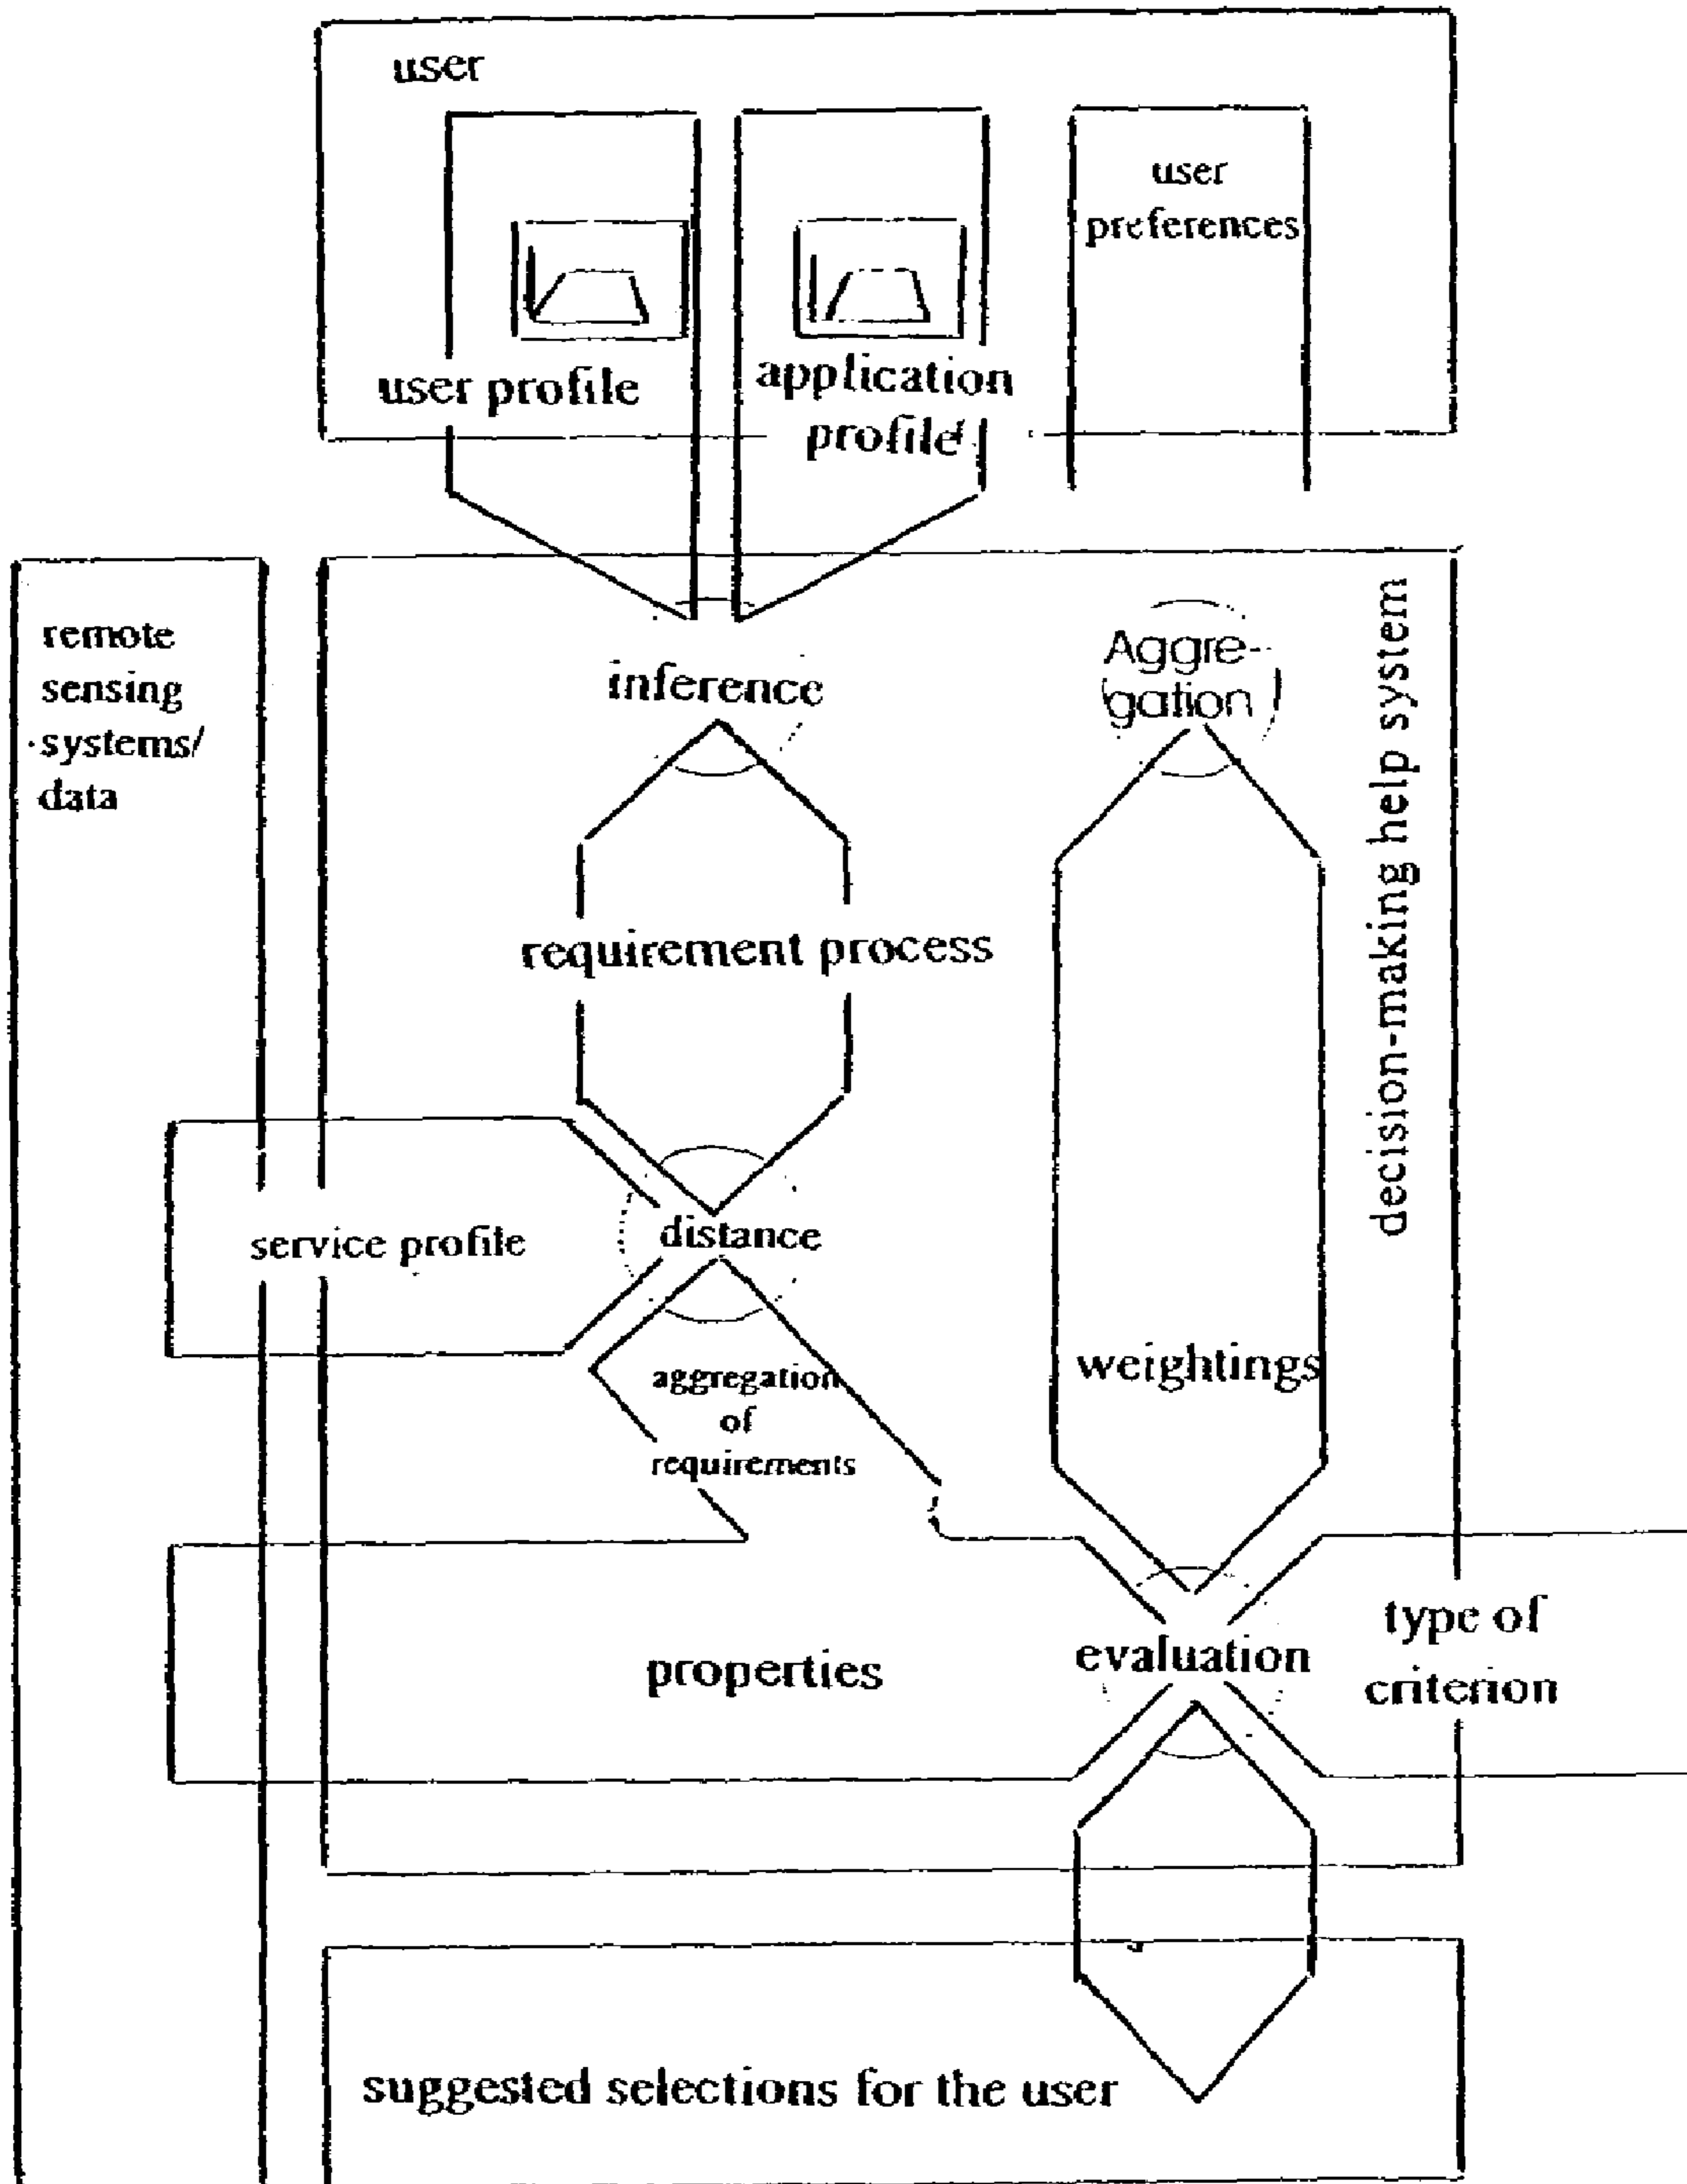 user
user
preferences
user profile
application
profile
remote
sensing
systems/
data
inference
Aggre-
gation
decision-making help system
requirement process
service profile
distance
aggregation
of
requirements
weightings
properties
evaluation
type of
criterion
suggested selections for the user